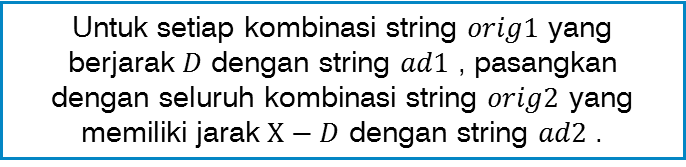 Untuk setiap kombinasi string orig1 yang
berjarak D dengan string ad1 , pasangkan
dengan seluruh kombinasi string orig2 yang
memiliki jarak X − D dengan string ad2 .